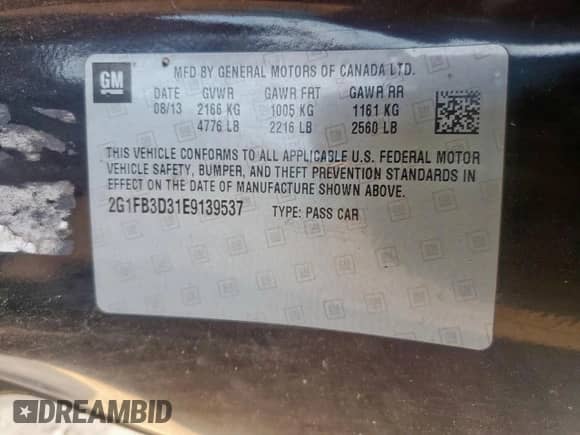 GM
MFD BY GENERAL MOTORS OF CANADA LTD.
DATE GVWR GAWR FRT GAWR RR
08/13 2166 KG 1005 KG 1161 KG
4776 LB 2216 LB 2560 LB
THIS VEHICLE CONFORMS TO ALL APPLICABLE U.S. FEDERAL MOTOR
VEHICLE SAFETY, BUMPER, AND THEFT PREVENTION STANDARDS IN
EFFECT ON THE DATE OF MANUFACTURE SHOWN ABOVE.
2G1FB3D31E9139537 TYPE: PASS CAR
DREAMBID